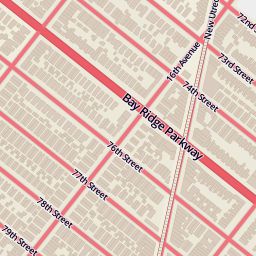 72nd
New Utrec
73rd Street
16th Avenue
74th Street
Bay Ridge Parkway
76th Street
77th Street
78th Street
79th Street